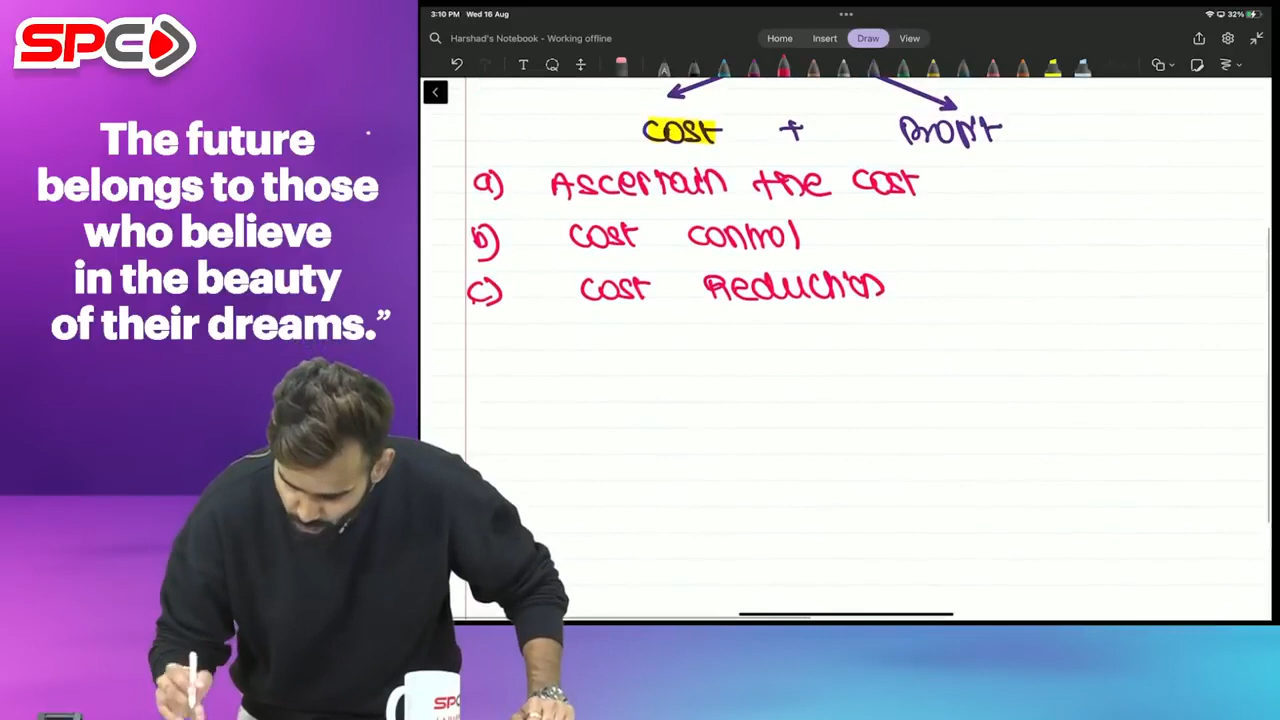 SPC
The future
belongs to those
who believe
in the beauty
of their dreams.”
3:10 PM Wed 16 Aug
32%
Harshad's Notebook - Working offline
Home Insert Draw View
Cost + Profit
a) Ascertain the cost
b) cost control
c) cost Reduction
SPC